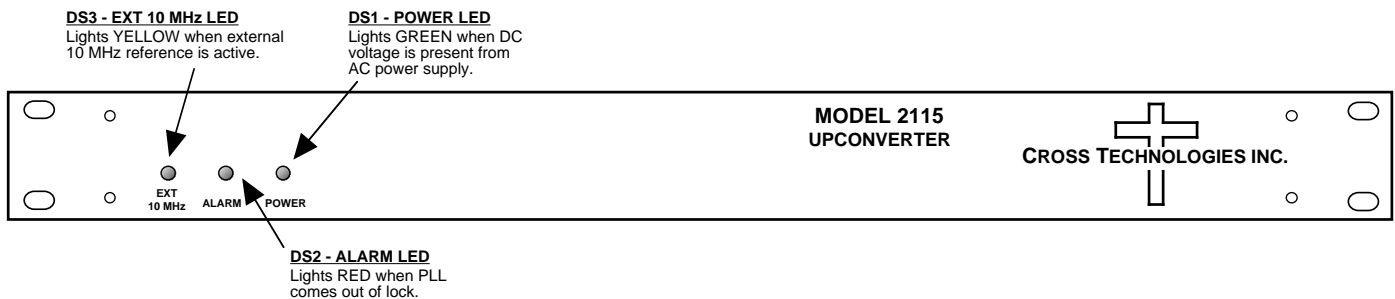 DS3 - EXT 10 MHz LED
Lights YELLOW when external
10 MHz reference is active.
DS1 - POWER LED
Lights GREEN when DC
voltage is present from
AC power supply.
MODEL 2115
UPCONVERTER
CROSS TECHNOLOGIES INC.
EXT
10 MHz
ALARM
POWER
DS2 - ALARM LED
Lights RED when PLL
comes out of lock.